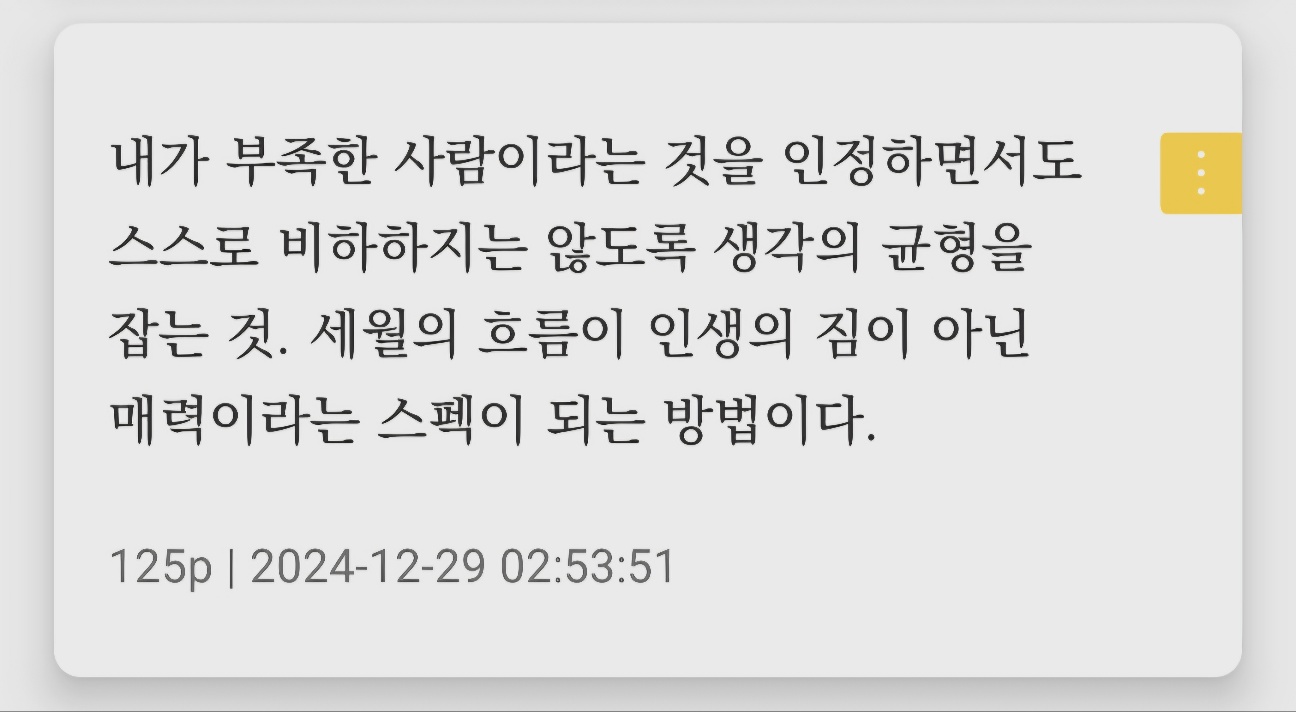 내가 부족한 사람이라는 것을 인정하면서도
스스로 비하하지는 않도록 생각의 균형을
잡는 것. 세월의 흐름이 인생의 짐이 아닌
매력이라는 스펙이 되는 방법이다.
125p | 2024-12-29 02:53:51